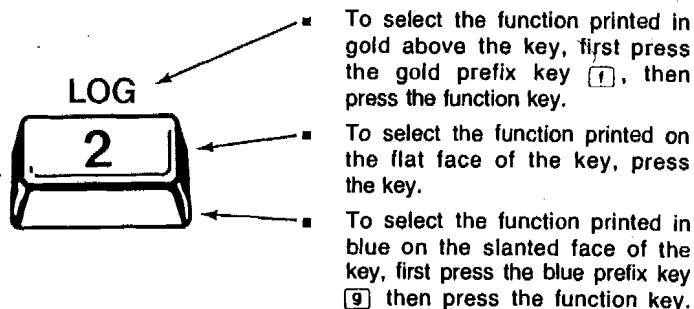 LOG
2
▪ To select the function printed in
gold above the key, first press
the gold prefix key f, then
press the function key.
▪ To select the function printed on
the flat face of the key, press
the key.
▪ To select the function printed in
blue on the slanted face of the
key, first press the blue prefix key
g then press the function key.